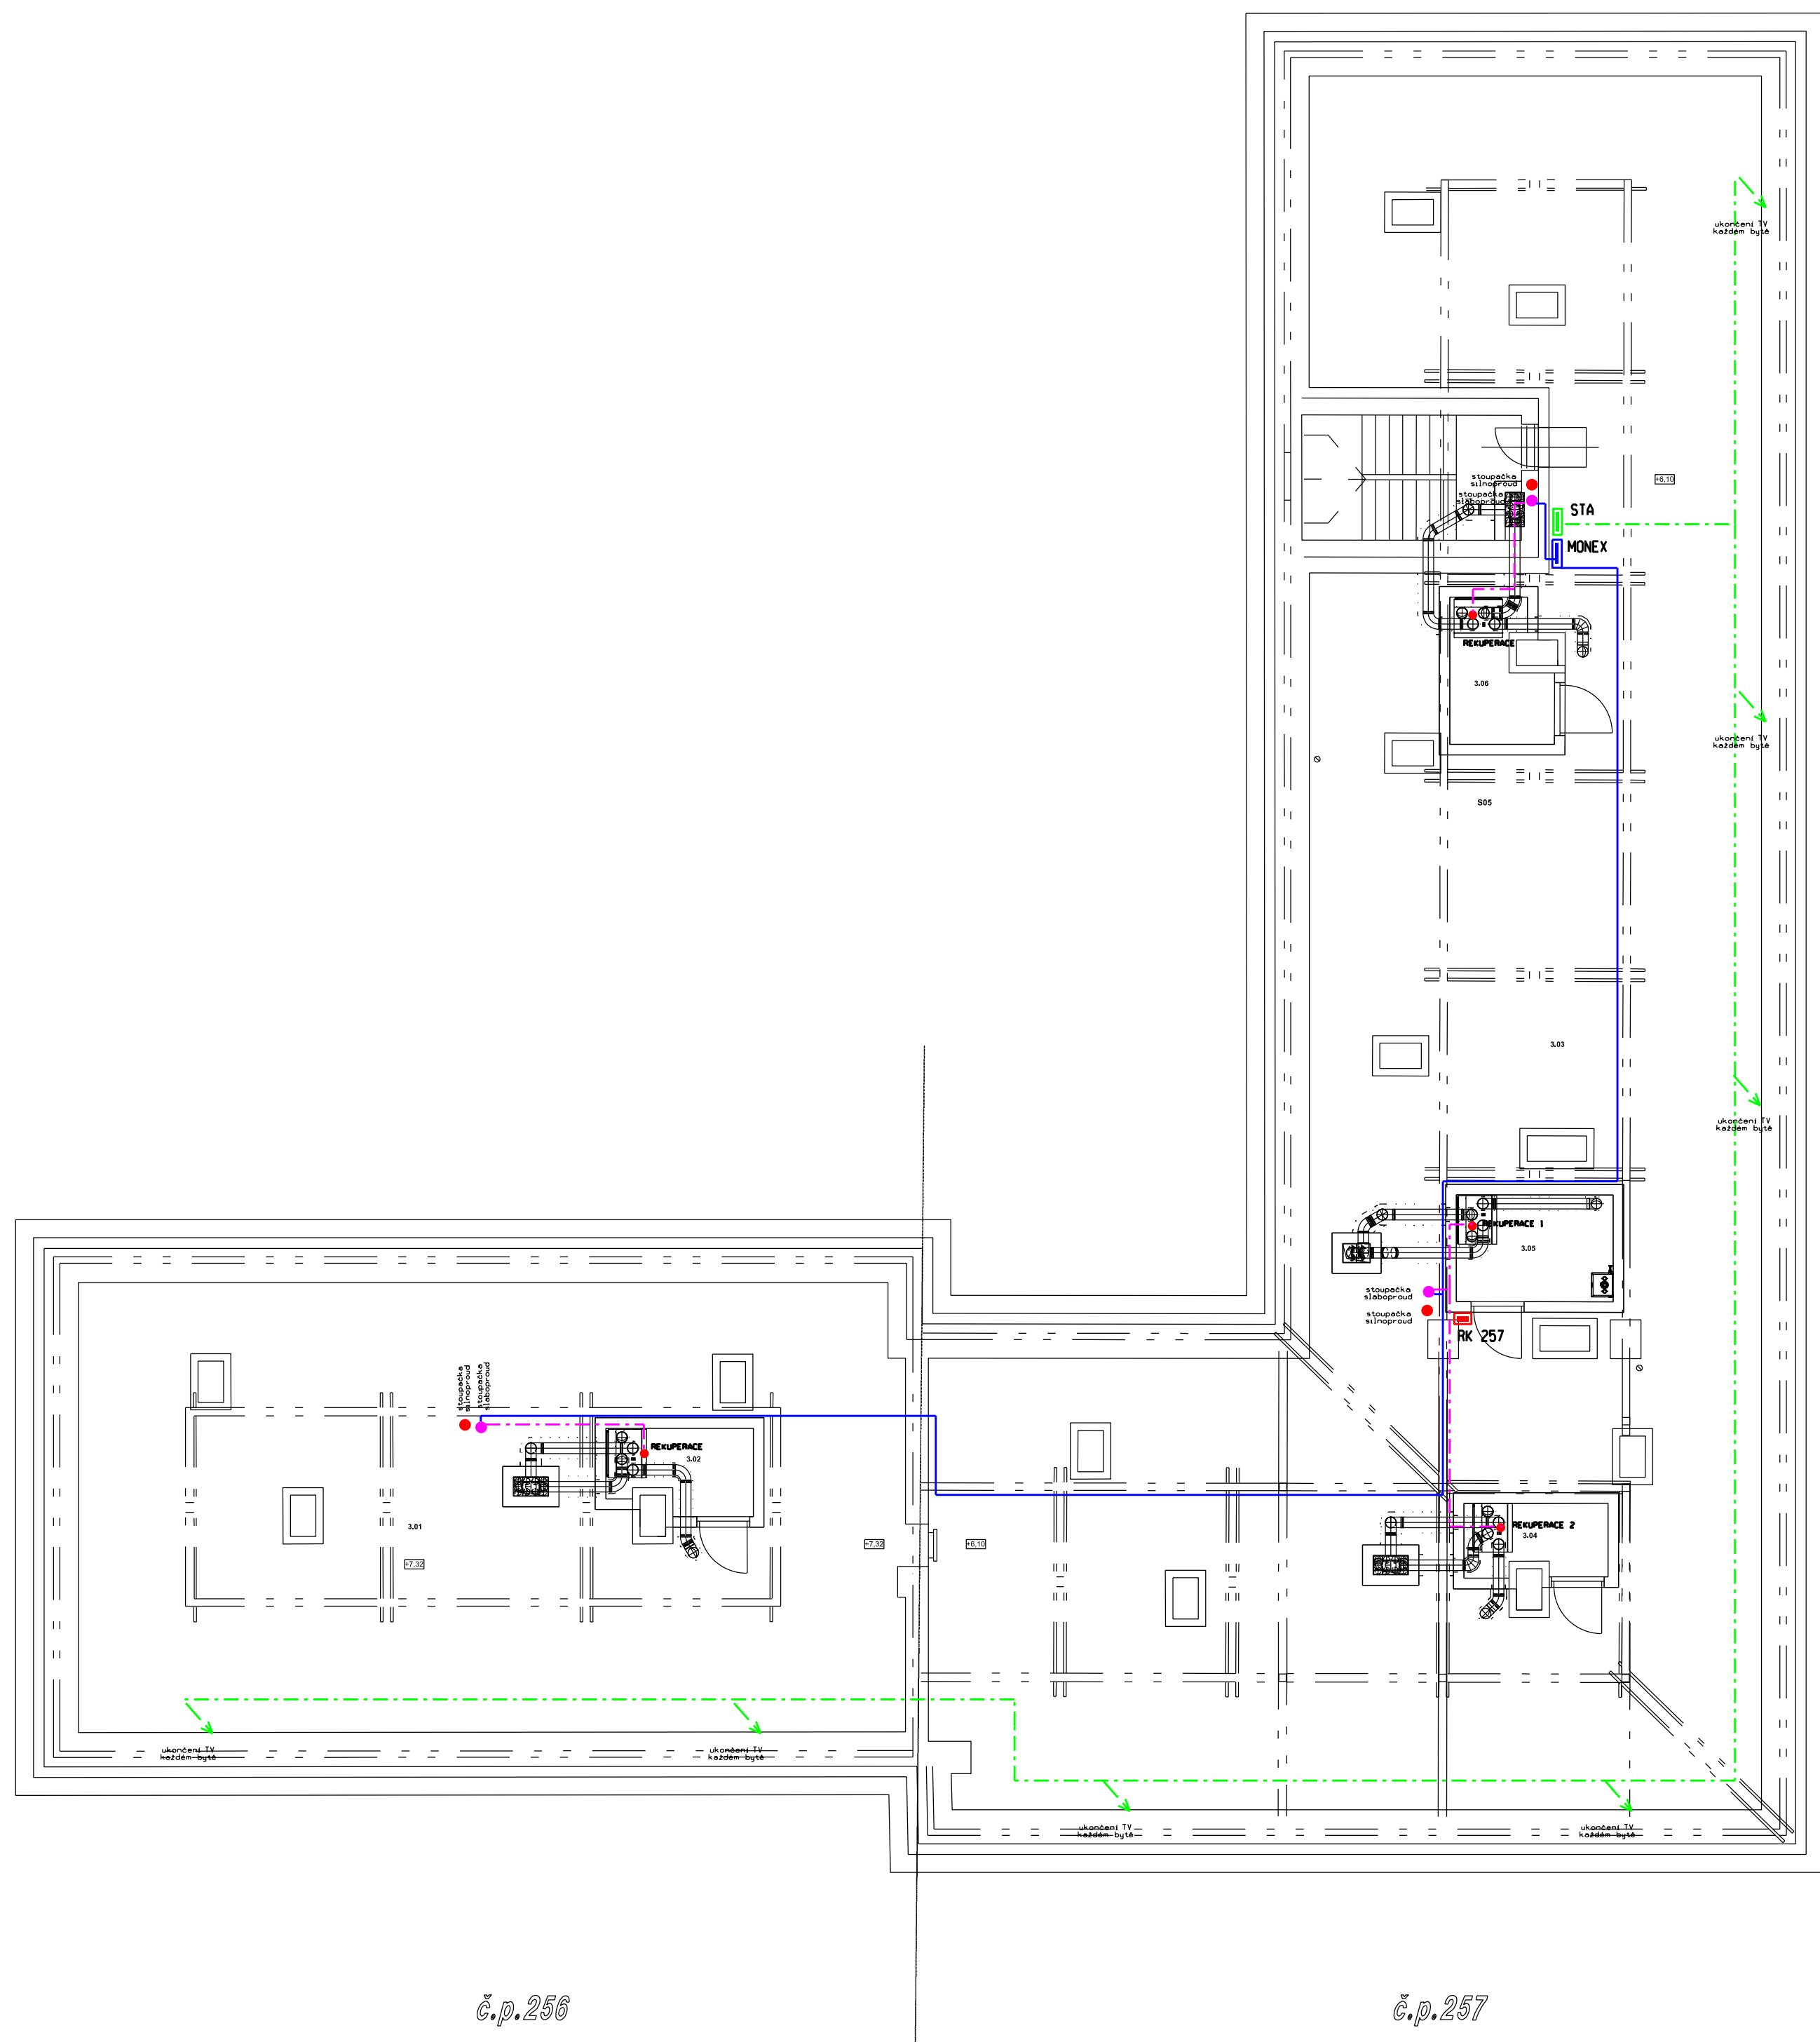 ukončení TV
každém bytě
+6,10
stoupačka
silnoproud
stoupačka
slaboproud
STA
MONEX
REKUPERACE
3.06
ukončení TV
každém bytě
S05
3.03
ukončení TV
každém bytě
REKUPERACE 1
3.05
stoupačka
slaboproud
stoupačka
silnoproud
RK 257
stoupačka
silnoproud
stoupačka
slaboproud
REKUPERACE
3.02
3.01
+7,32
+7,32
+6,10
REKUPERACE 2
3.04
ukončení TV
každém bytě
ukončení TV
každém bytě
ukončení TV
každém bytě
ukončení TV
každém bytě
č.p.256
č.p.257